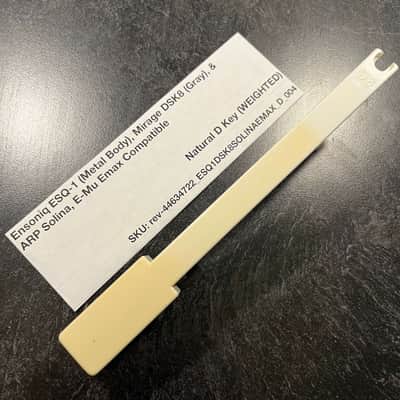 Ensoniq ESQ-1 (Metal Body), Mirage DSK8 (Gray), &
ARP Solina, E-Mu Emax Compatible
Natural D Key (WEIGHTED)
SKU: rev-44634722_ESQ1DSK8SOLINAEMAX_D_004